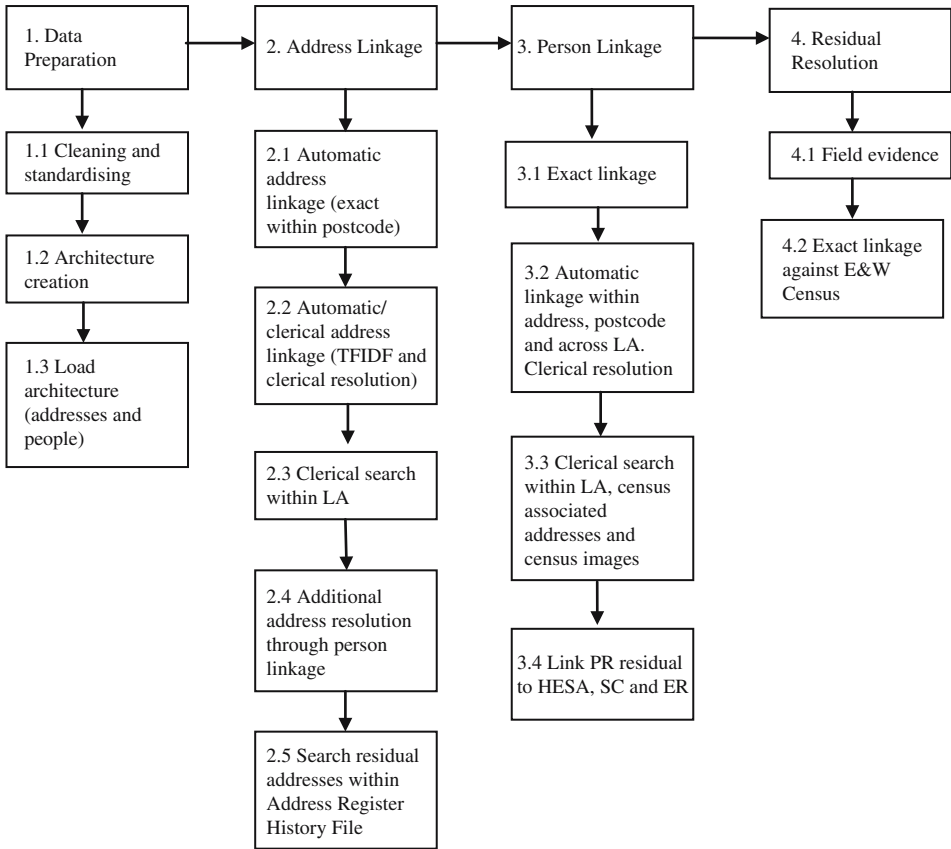 1. Data
Preparation
1.1 Cleaning and
standardising
1.2 Architecture
creation
1.3 Load
architecture
(addresses and
people)
2. Address Linkage
2.1 Automatic
address
linkage (exact
within postcode)
2.2 Automatic/
clerical address
linkage (TFIDF and
clerical resolution)
2.3 Clerical search
within LA
2.4 Additional
address resolution
through person
linkage
2.5 Search residual
addresses within
Address Register
History File
3. Person Linkage
3.1 Exact linkage
3.2 Automatic
linkage within
address, postcode
and across LA.
Clerical resolution
3.3 Clerical search
within LA, census
associated
addresses and
census images
3.4 Link PR residual
to HESA, SC and ER
4. Residual
Resolution
4.1 Field evidence
4.2 Exact linkage
against E&W
Census